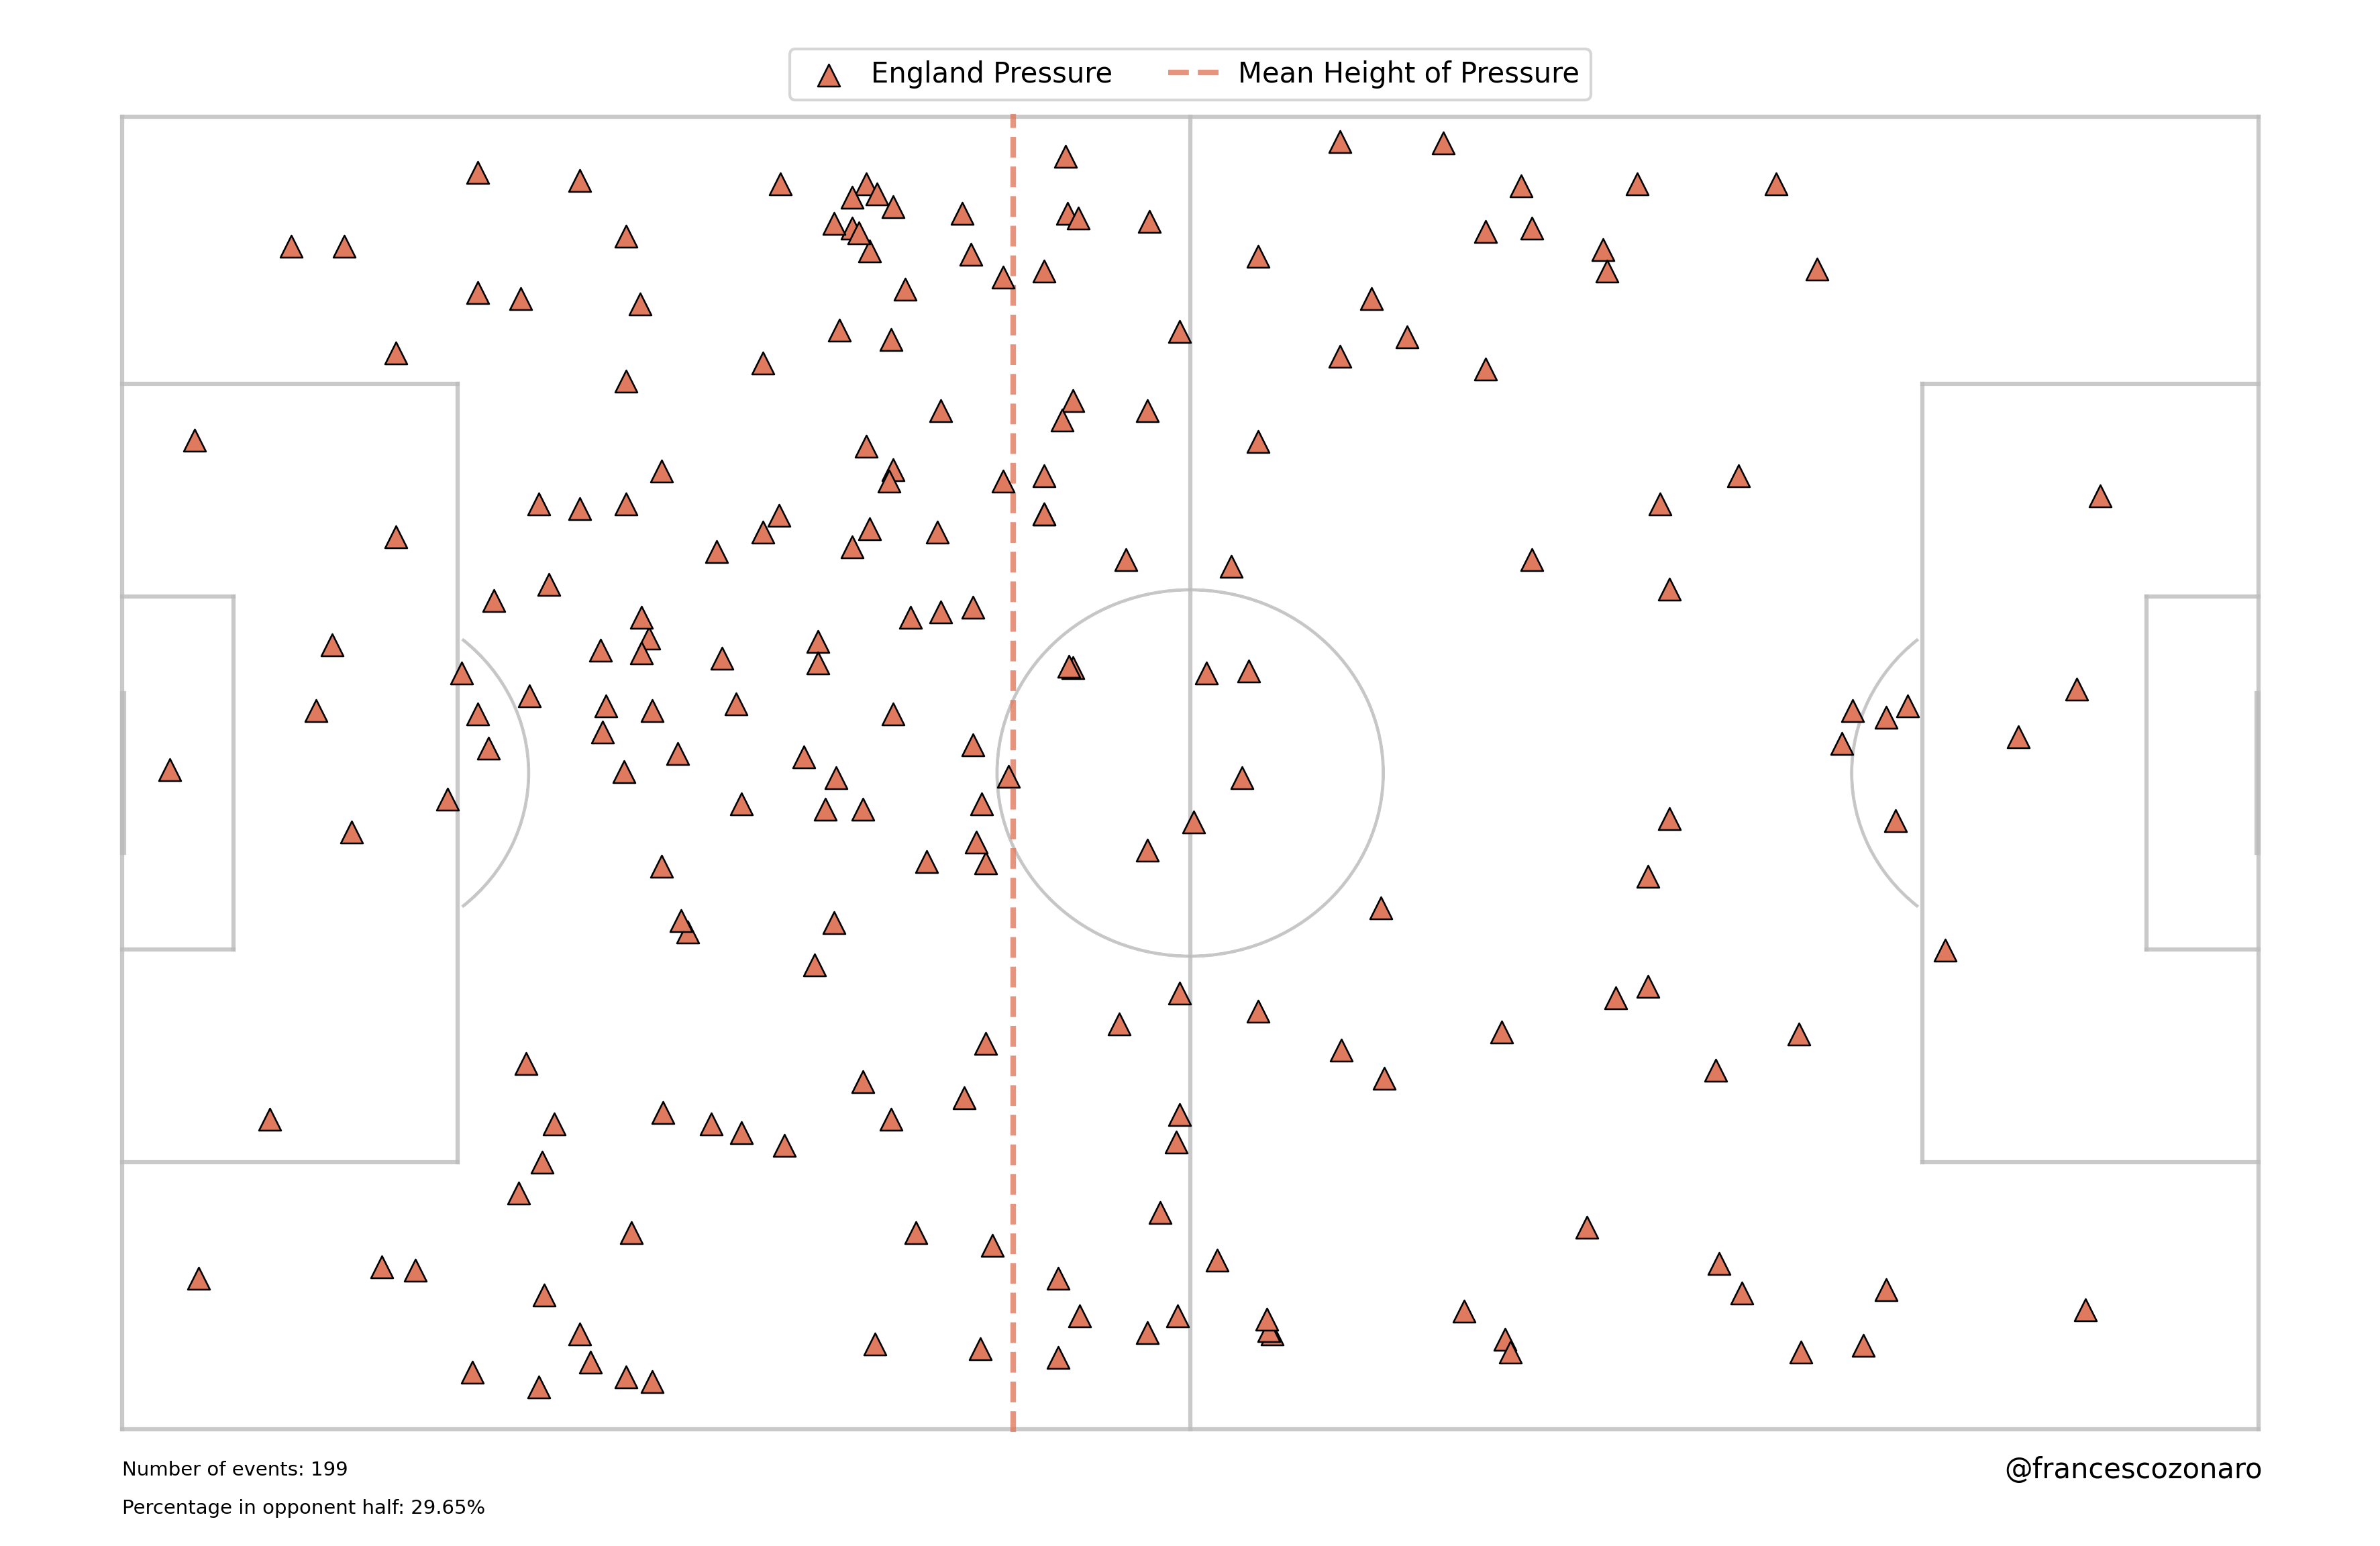 England Pressure Mean Height of Pressure
Number of events: 199
@francescozonaro
Percentage in opponent half: 29.65%